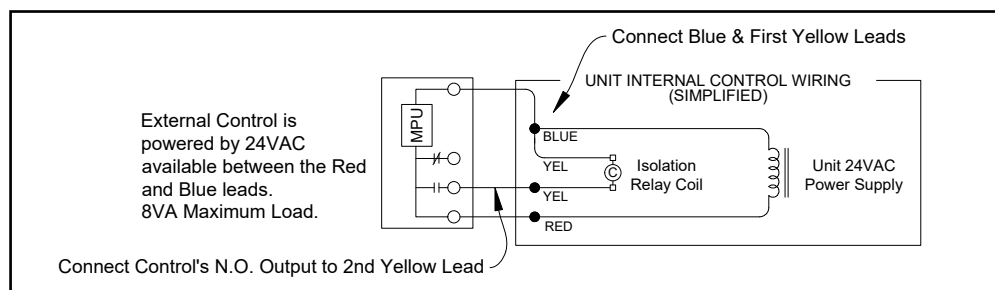 Connect Blue & First Yellow Leads
UNIT INTERNAL CONTROL WIRING
(SIMPLIFIED)
External Control is
powered by 24VAC
available between the Red
and Blue leads.
8VA Maximum Load.
MPU
BLUE
YEL
C
Isolation
Relay Coil
Unit 24VAC
Power Supply
YEL
RED
Connect Control's N.O. Output to 2nd Yellow Lead